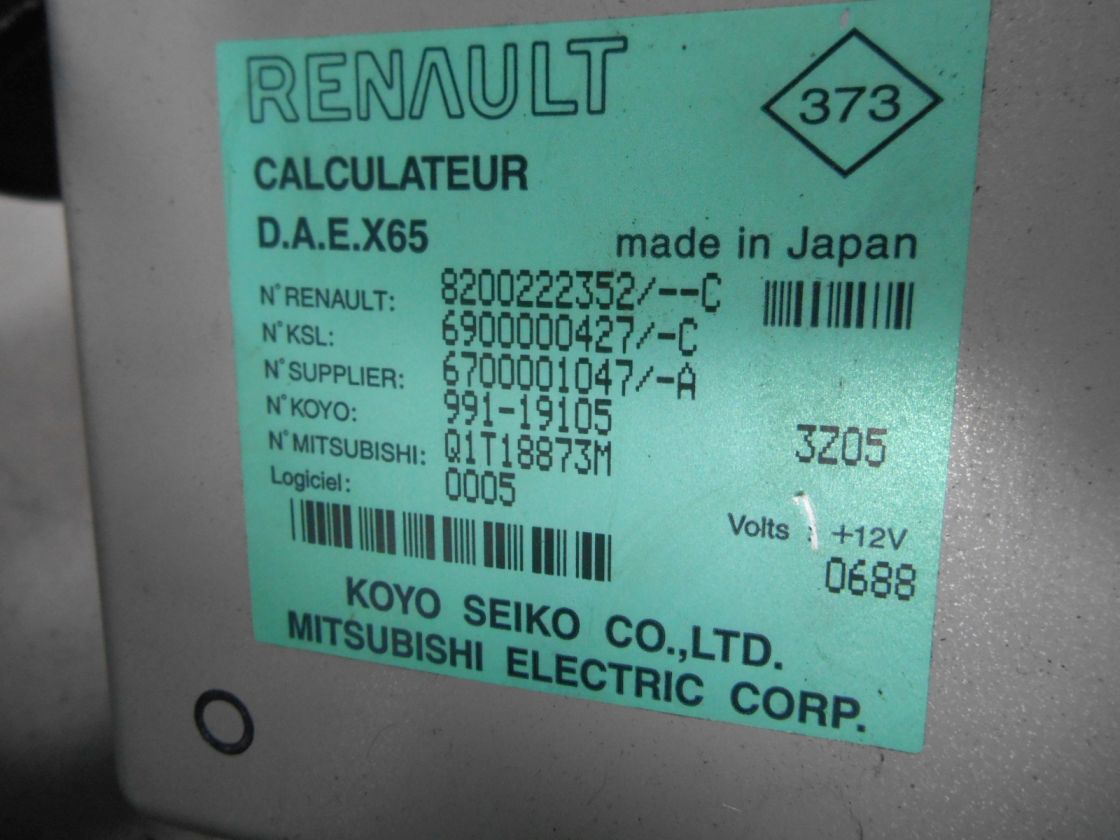 RENAULT
373
CALCULATEUR
D.A.E.X65
made in Japan
N°RENAULT: 8200222352/--C
N°KSL: 6900000427/-C
N°SUPPLIER: 6700001047/-A
N°KOYO: 991-19105
N°MITSUBISHI: Q1T18873M
3Z05
Logiciel: 0005
Volts : +12V
0688
KOYO SEIKO CO.,LTD.
MITSUBISHI ELECTRIC CORP.